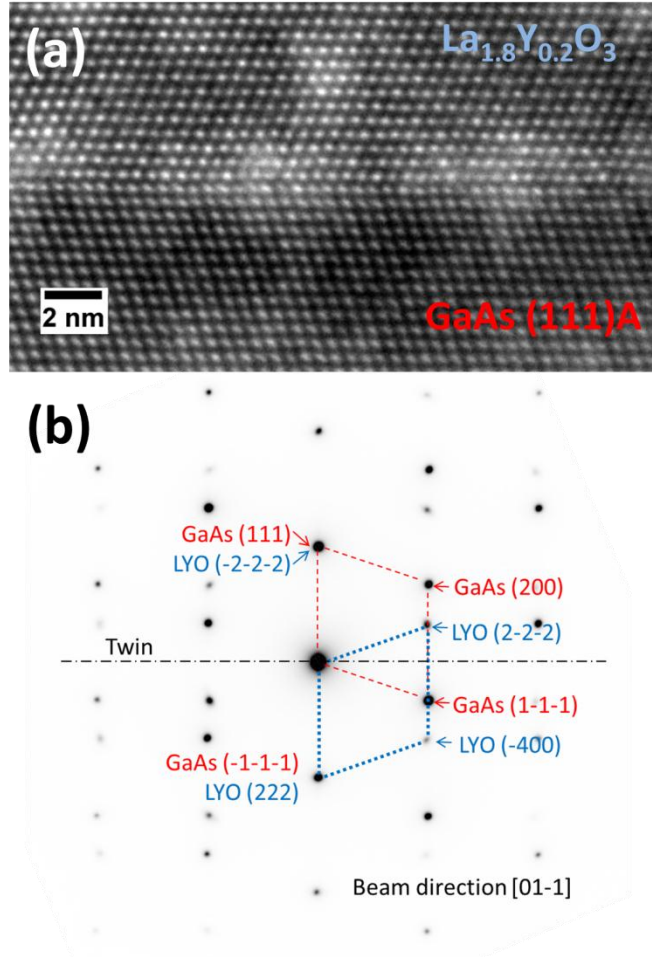 (a)
La1.8Y0.2O3
2 nm
GaAs (111)A
(b)
GaAs (111)
LYO (-2-2-2)
GaAs (200)
LYO (2-2-2)
Twin
GaAs (1-1-1)
LYO (-400)
GaAs (-1-1-1)
LYO (222)
Beam direction [01-1]